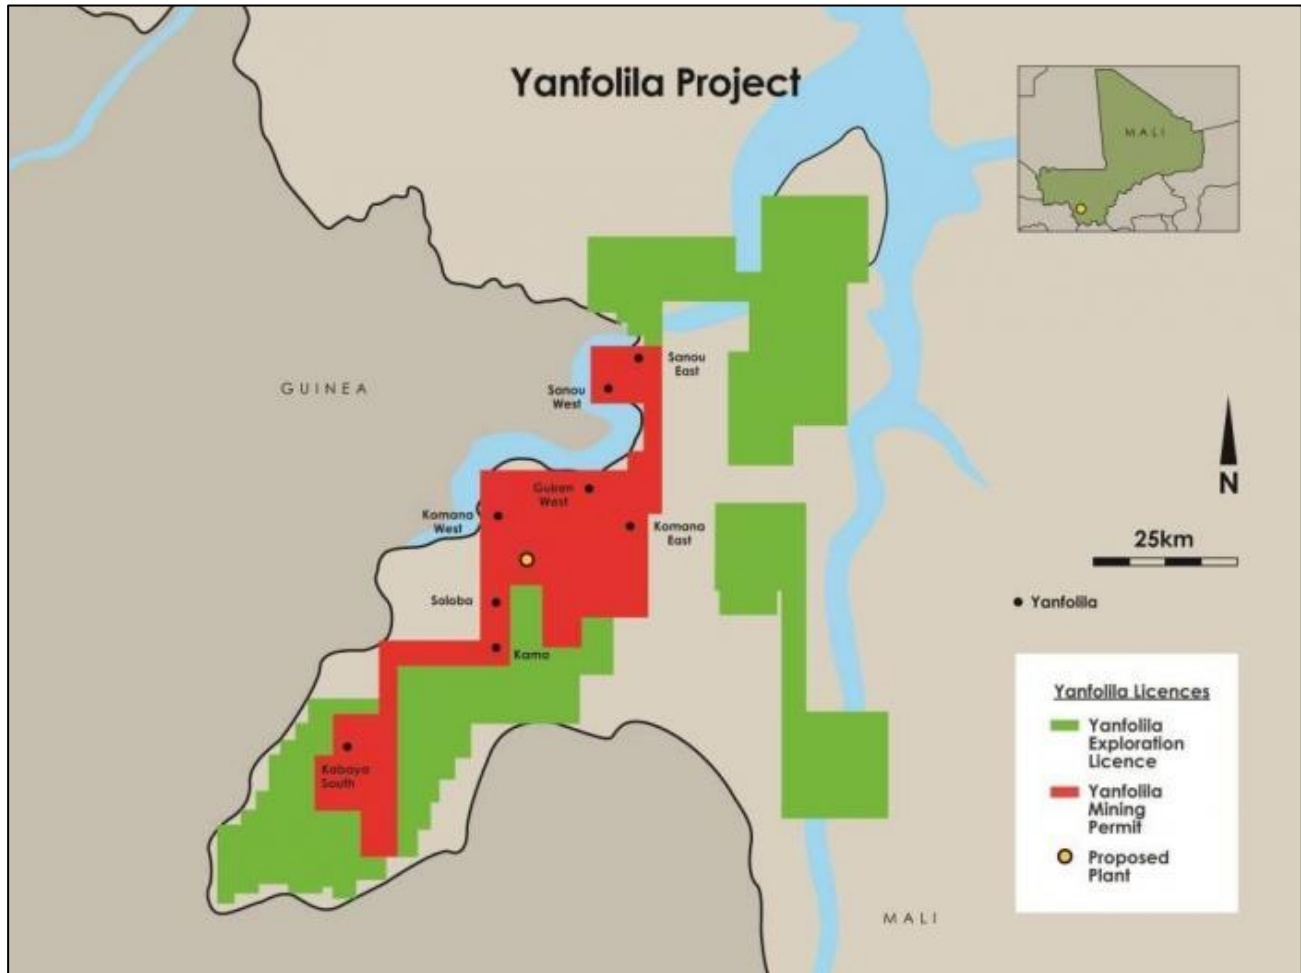 Yanfolila Project
MALI
GUINEA
Sanou
East
Sanou
West
Guiren
West
Komana
West
Komana
East
N
25km
Yanfolila
Soloba
Kama
Kabaya
South
Yanfolila Licences
Yanfolila
Exploration
Licence
Yanfolila
Mining
Permit
Proposed
Plant
MALI